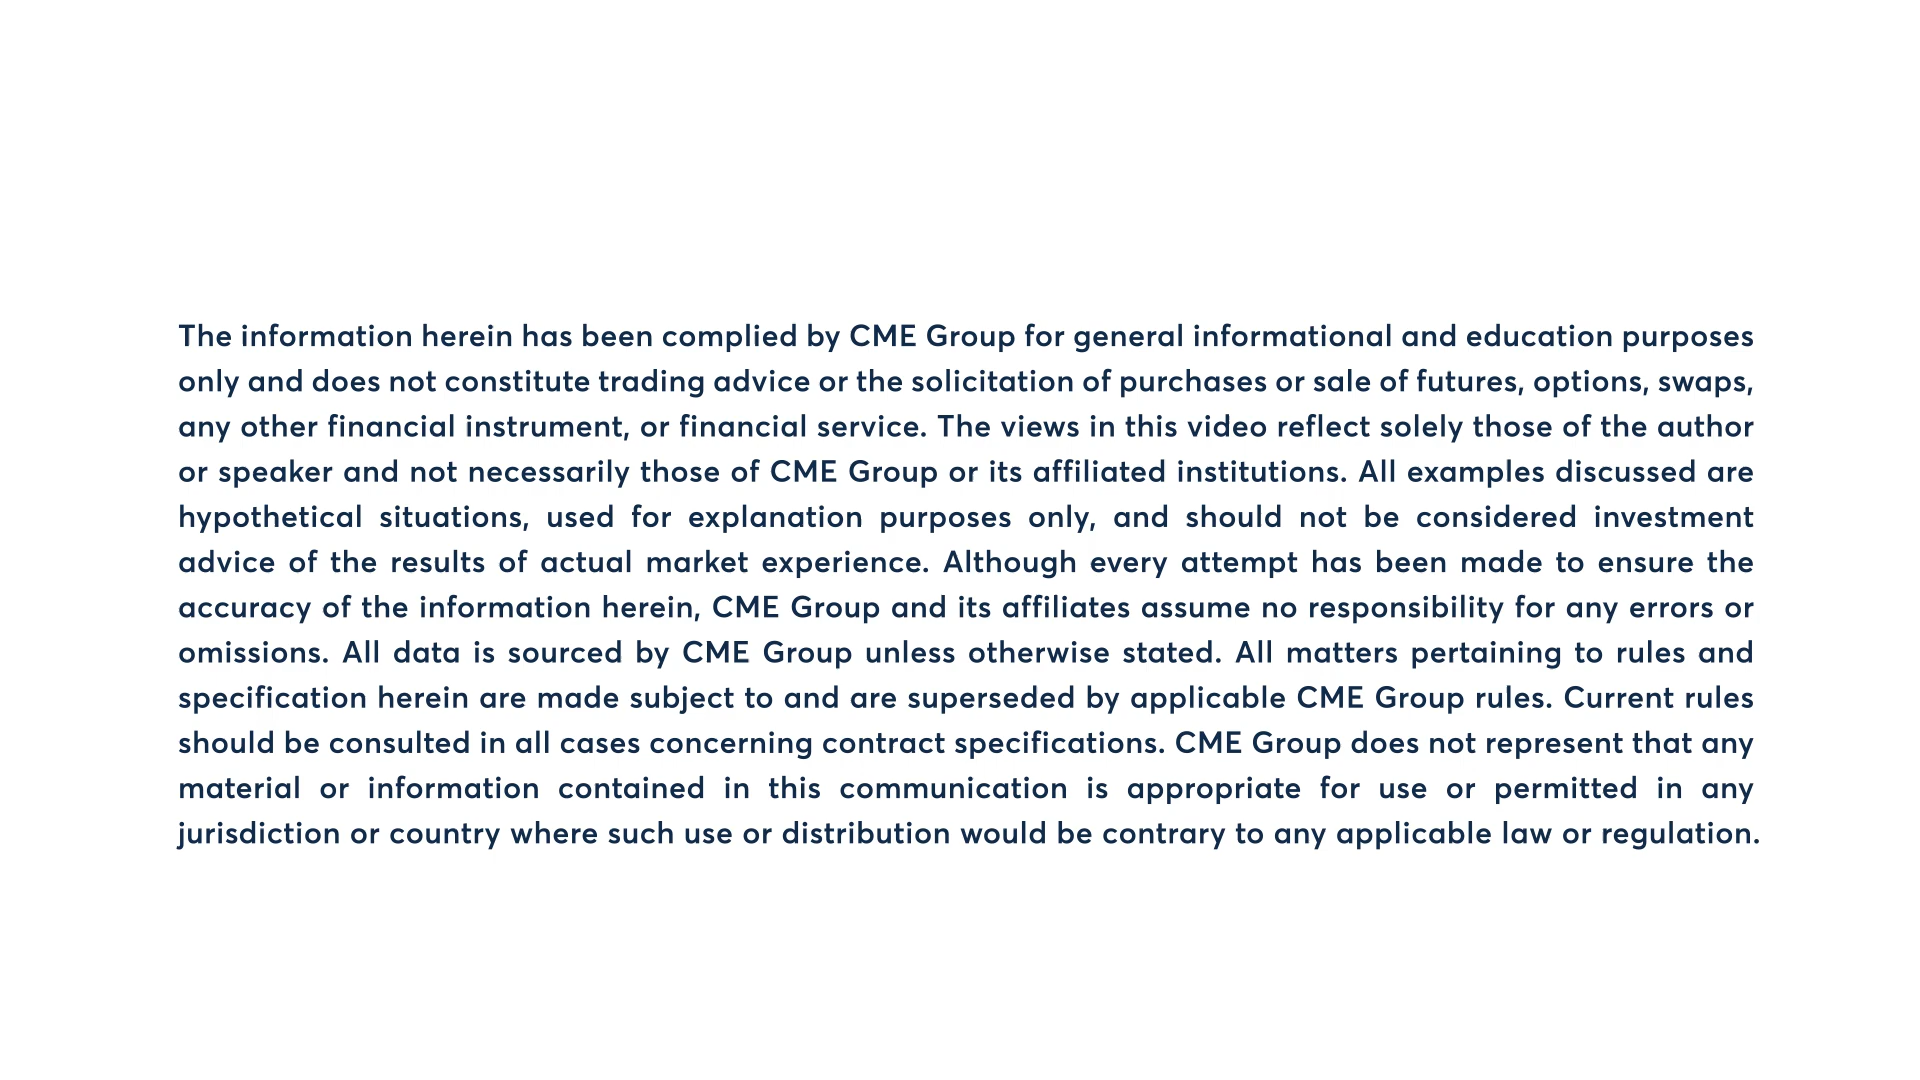 The information herein has been complied by CME Group for general informational and education purposes
only and does not constitute trading advice or the solicitation of purchases or sale of futures, options, swaps,
any other financial instrument, or financial service. The views in this video reflect solely those of the author
or speaker and not necessarily those of CME Group or its affiliated institutions. All examples discussed are
hypothetical situations, used for explanation purposes only, and should not be considered investment
advice of the results of actual market experience. Although every attempt has been made to ensure the
accuracy of the information herein, CME Group and its affiliates assume no responsibility for any errors or
omissions. All data is sourced by CME Group unless otherwise stated. All matters pertaining to rules and
specification herein are made subject to and are superseded by applicable CME Group rules. Current rules
should be consulted in all cases concerning contract specifications. CME Group does not represent that any
material or information contained in this communication is appropriate for use or permitted in any
jurisdiction or country where such use or distribution would be contrary to any applicable law or regulation.